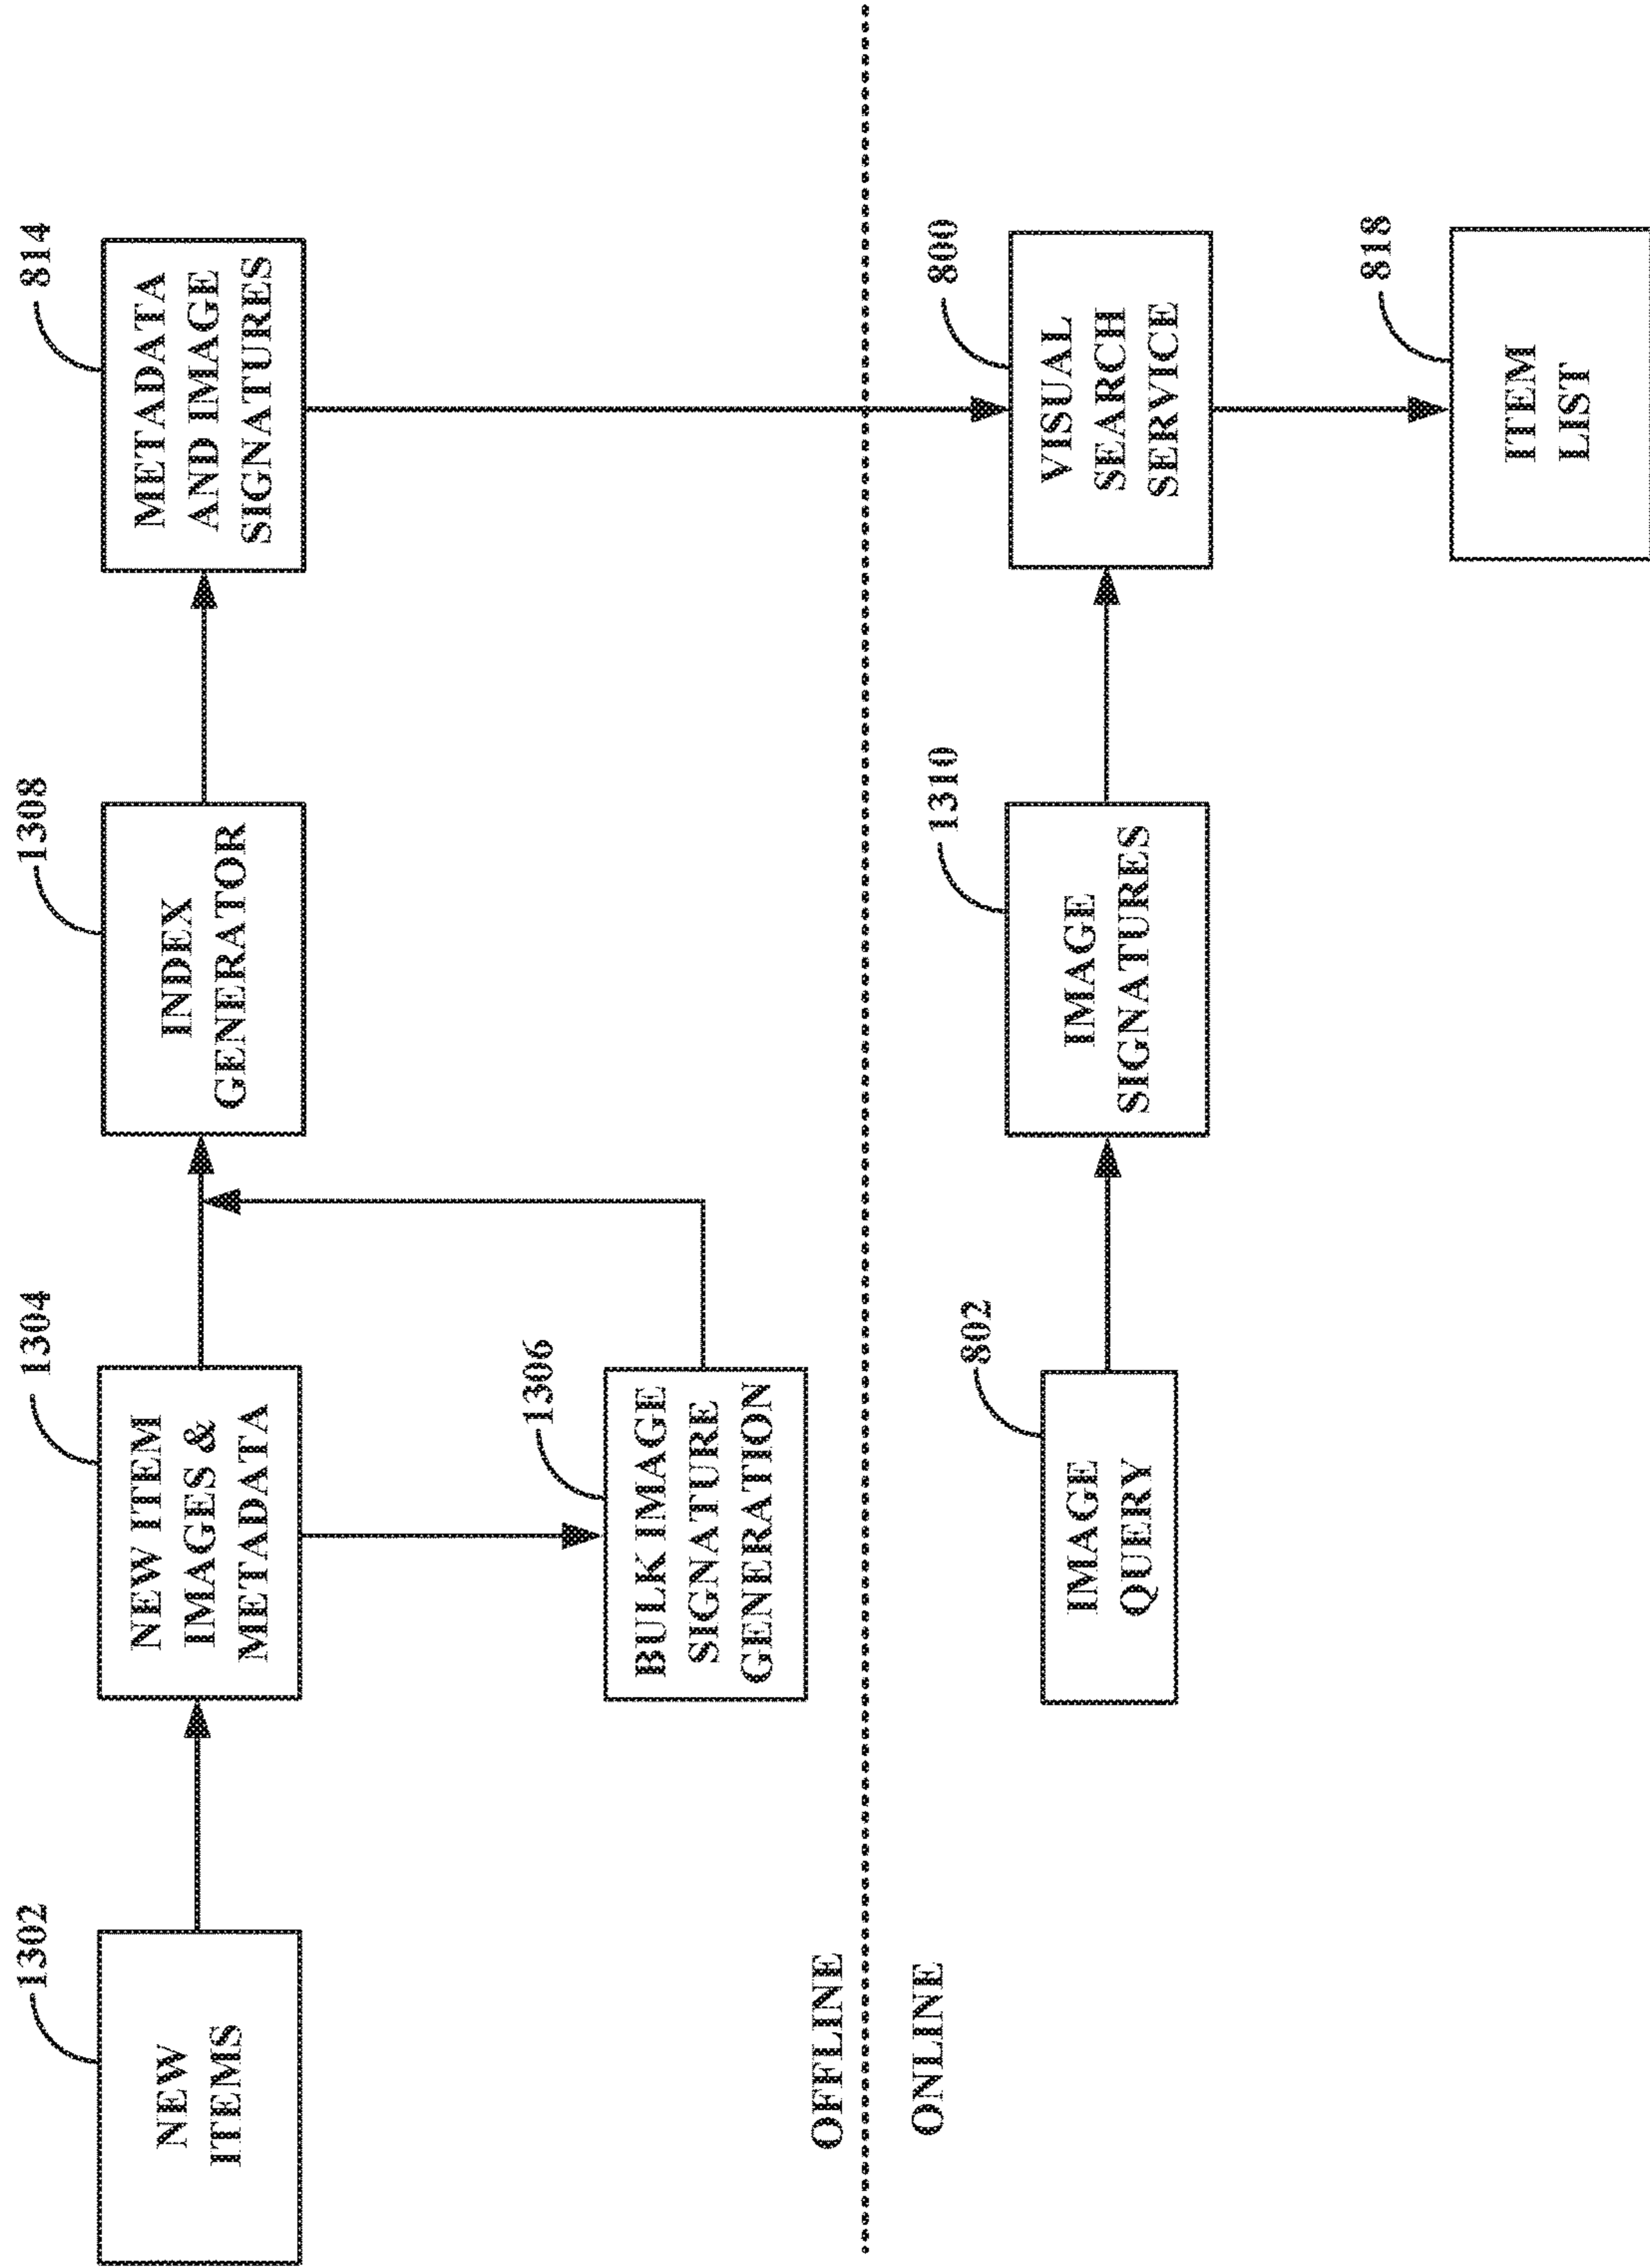 1302
NEW
ITEMS
1304
NEW ITEM
IMAGES &
METADATA
1306
BULK IMAGE
SIGNATURE
GENERATION
1308
INDEX
GENERATOR
814
METADATA
AND IMAGE
SIGNATURES
OFFLINE
ONLINE
802
IMAGE
QUERY
1310
IMAGE
SIGNATURES
800
VISUAL
SEARCH
SERVICE
818
ITEM
LIST